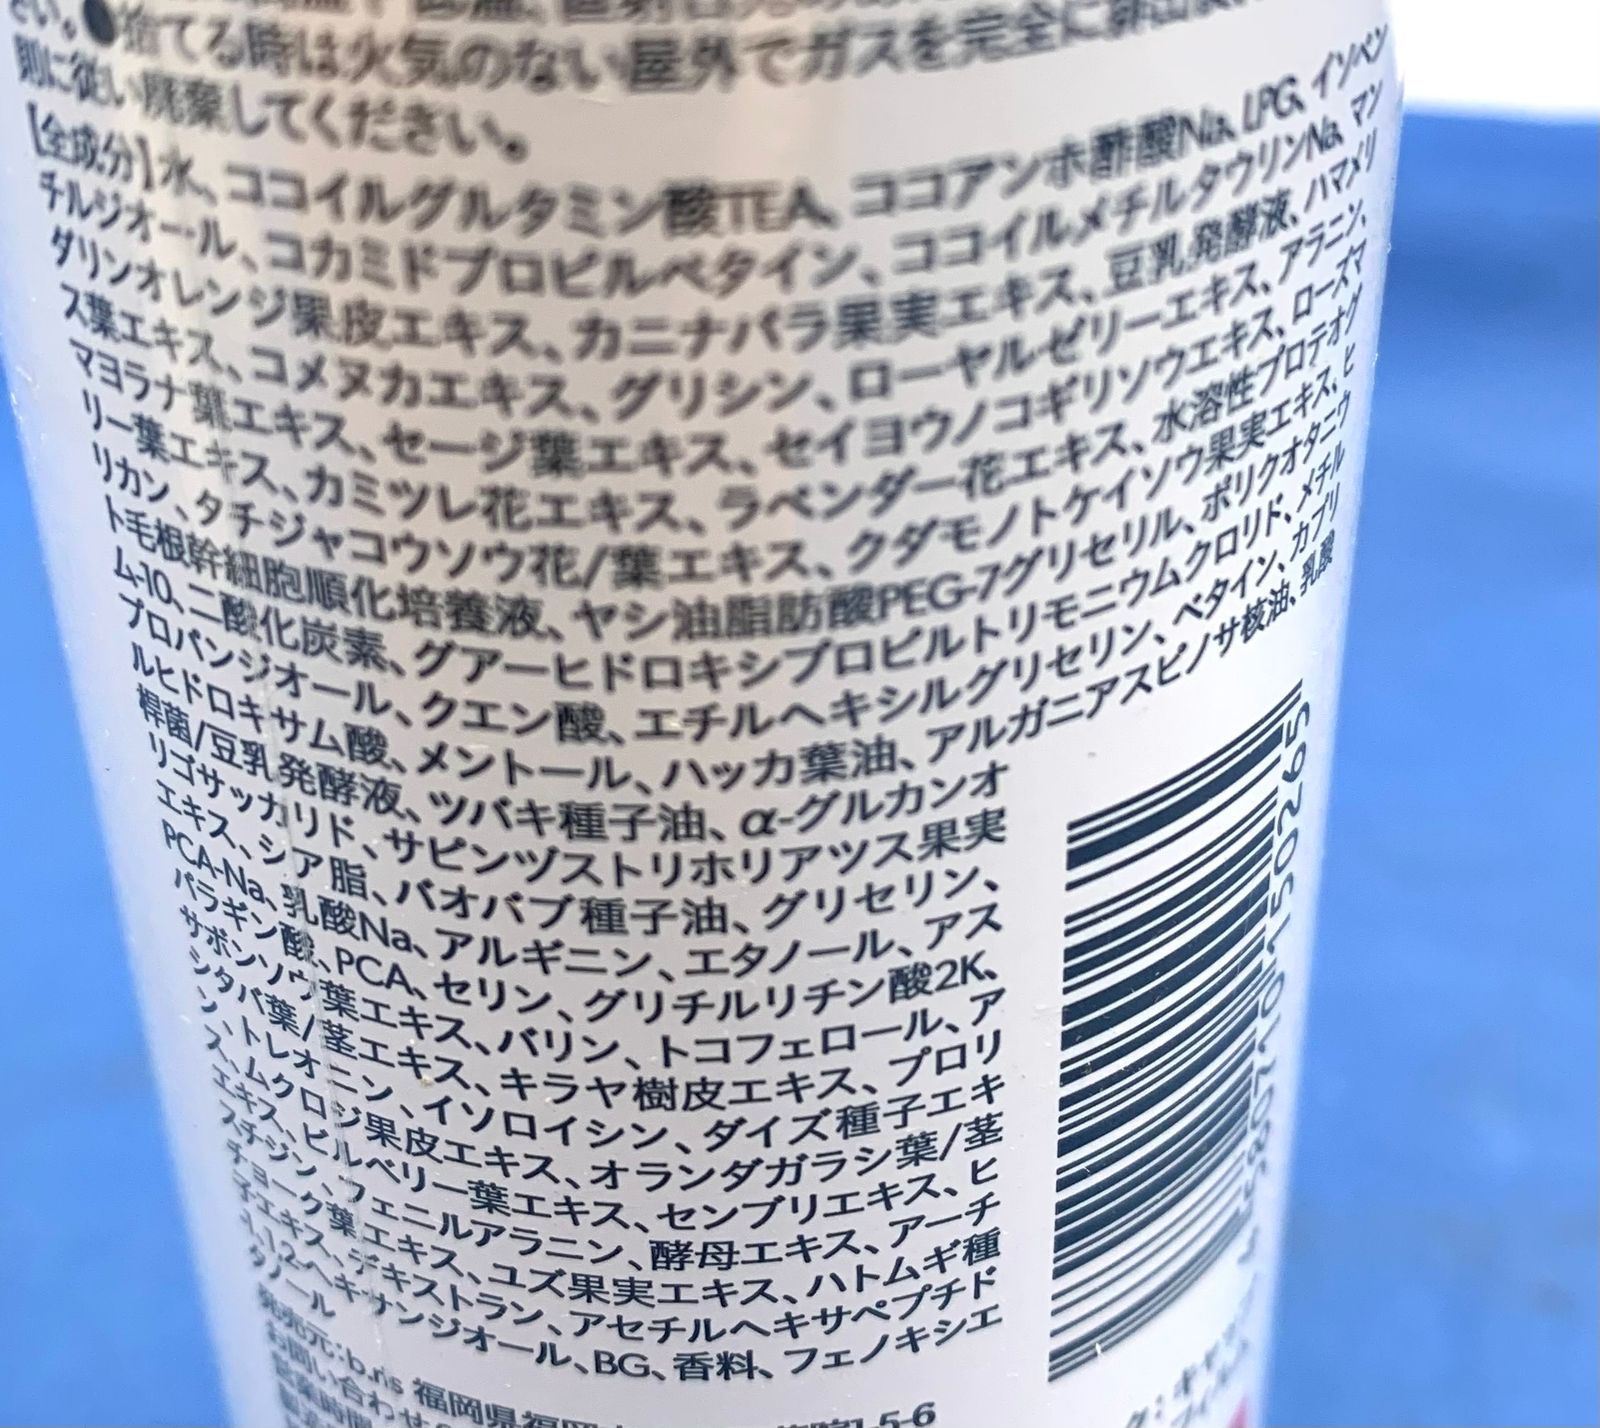 さい。●捨てる時は火気のない屋外でガスを完全に
則に従い廃棄してください。
【全成分】水、ココイルグルタミン酸TEA、ココアンホ酢酸Na、LPG、イソペン
チルジオール、コカミドプロピルベタイン、ココイルメチルタウリンNa、マン
ダリンオレンジ果皮エキス、カニナバラ果実エキス、豆乳発酵液、ハマメリ
ス葉エキス、コメヌカエキス、グリシン、ローヤルゼリーエキス、アラニン、
マヨラナ葉エキス、セージ葉エキス、セイヨウノコギリソウエキス、ローズマ
リー葉エキス、カミツレ花エキス、ラベンダー花エキス、水溶性プロテオグ
リカン、タチジャコウソウ花/葉エキス、クダモノトケイソウ果実エキス、ヒ
ト毛根幹細胞順化培養液、ヤシ油脂肪酸PEG-7グリセリル、ポリクオタニウ
ム-10、二酸化炭素、グアーヒドロキシプロピルトリモニウムクロリド、メチル
プロパンジオール、クエン酸、エチルヘキシルグリセリン、ベタイン、カプリ
ルヒドロキサム酸、メントール、ハッカ葉油、アルガニアスピノサ核油、乳酸
桿菌/豆乳発酵液、ツバキ種子油、α-グルカンオ
リゴサッカリド、サピンヅストリホリアツス果実
エキス、シア脂、バオバブ種子油、グリセリン、
PCA-Na、乳酸Na、アルギニン、エタノール、アス
パラギン酸、PCA、セリン、グリチルリチン酸2K、
サボンソウ葉エキス、バリン、トコフェロール、ア
シタバ葉/茎エキス、キラヤ樹皮エキス、プロリ
ン、トレオニン、イソロイシン、ダイズ種子エキ
ス、ムクロジ果皮エキス、オランダガラシ葉/茎
エキス、ビルベリー葉エキス、センブリエキス、ヒ
スチジン、フェニルアラニン、酵母エキス、アーチ
チョーク葉エキス、ユズ果実エキス、ハトムギ種
子エキス、デキストラン、アセチルヘキサペプチド
-1、1,2-ヘキサンジオール、BG、香料、フェノキシエ
タノール
発売元:b.ris 福岡県福岡 5-6
お問い合わせ
営業時間